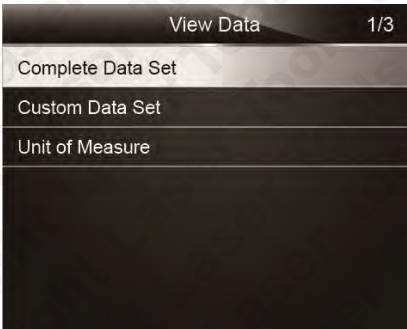 View Data 1/3
Complete Data Set
Custom Data Set
Unit of Measure